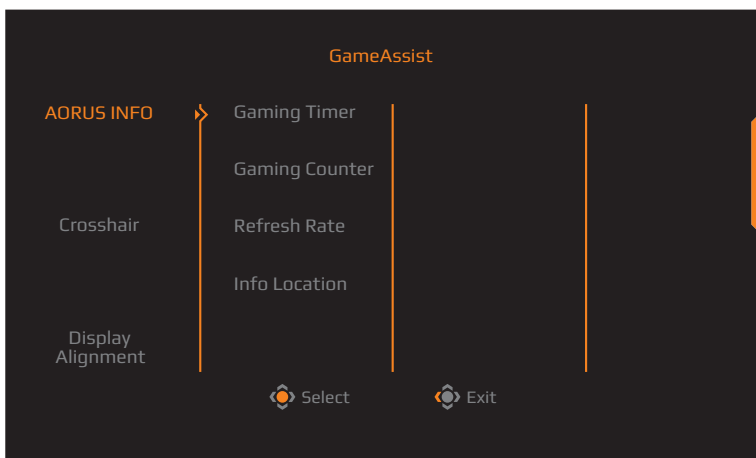 GameAssist
AORUS INFO
Gaming Timer
Gaming Counter
Crosshair
Refresh Rate
Info Location
Display
Alignment
Select
Exit